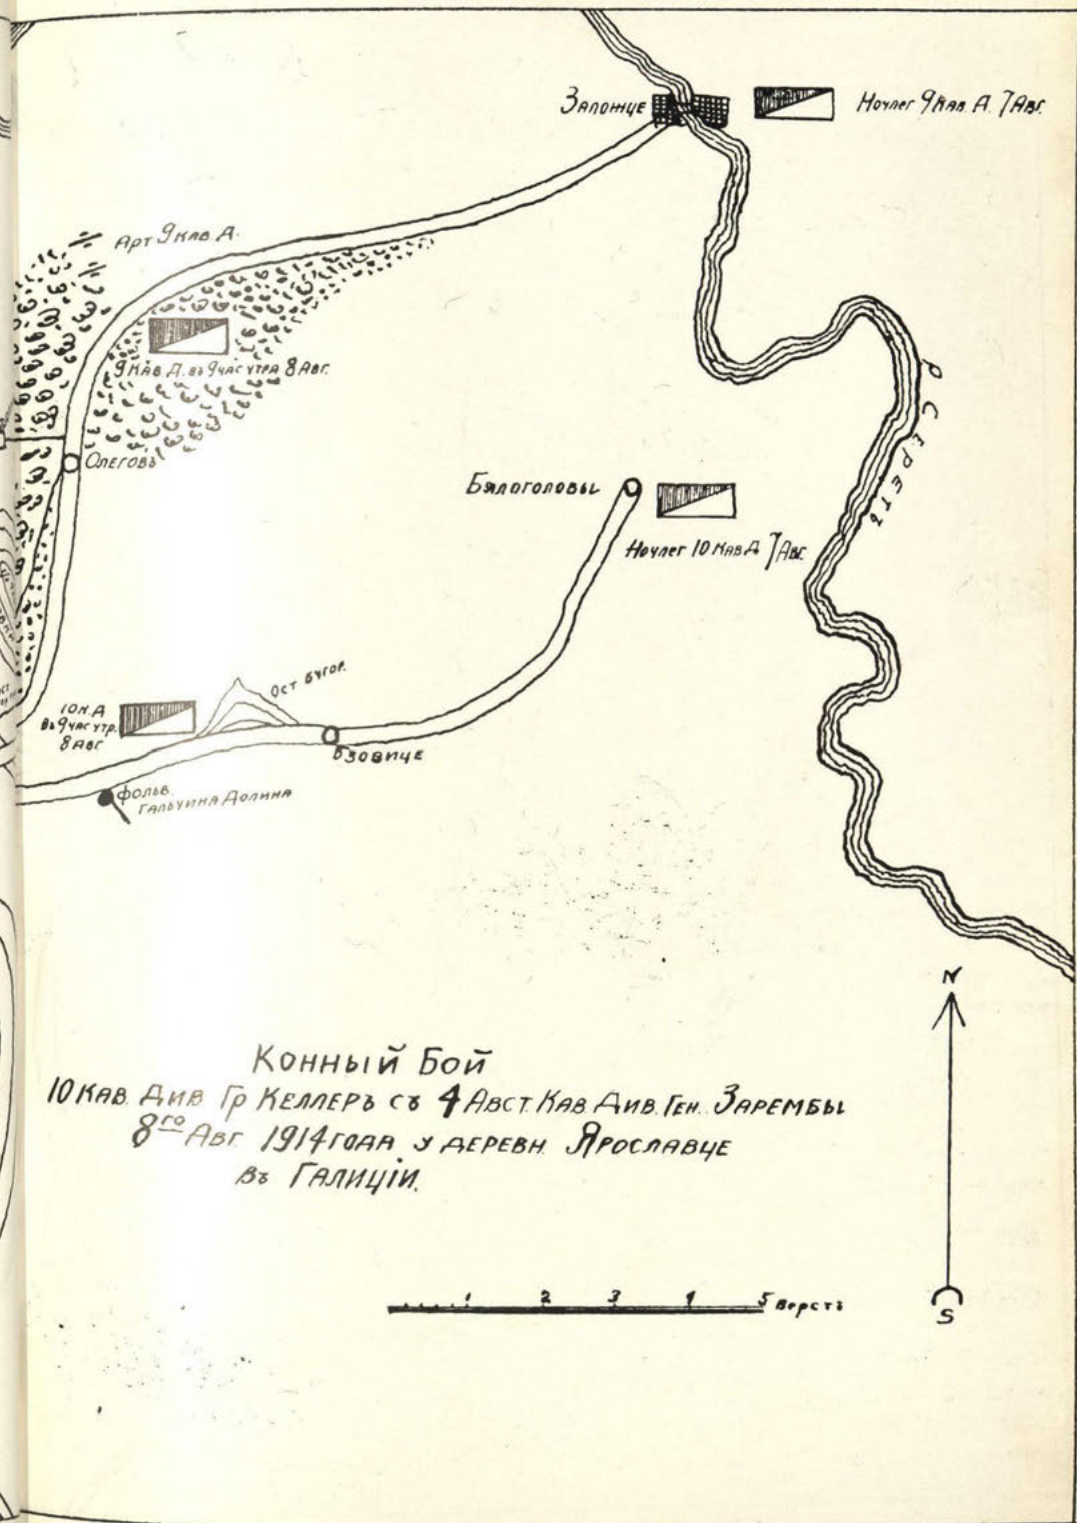 Заложце
Ночлег 9 Кав. Д. 7 Авг.
Арт 9 кав. Д.
9 Кав. Д. въ 9 час утра 8 Авг.
Олеговъ
р. Серетъ
Бялоголовы
Ночлег 10 Кав Д 7 Авг.
Ост бугор.
10 К. Д
Въ 9 час утр.
8 Авг
Бзовице
фольв.
Гальчина Долина
N
S
Конный Бой
10 Кав. Див Гр Келлеръ съ 4 Авст. Кав. Див. Ген. Зарембы
8го Авг. 1914 года у деревн. Ярославце
въ Галиціи.
1 2 3 4 5 верстъ